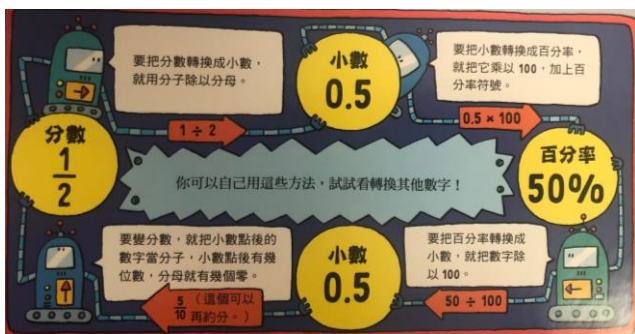 要把分數轉換成小數，
就用分子除以分母。
小數
0.5
要把小數轉換成百分率，
就把它乘以 100，加上百
分率符號。
1 ÷ 2
0.5 × 100
分數
1
2
百分率
50%
你可以自己用這些方法，試試看轉換其他數字！
要變分數，就把小數點後的
數字當分子，小數點後有幾
位數，分母就有幾個零。
小數
0.5
要把百分率轉換成
小數，就把數字除
以 100。
5
10
（這個可以
再約分。）
50 ÷ 100